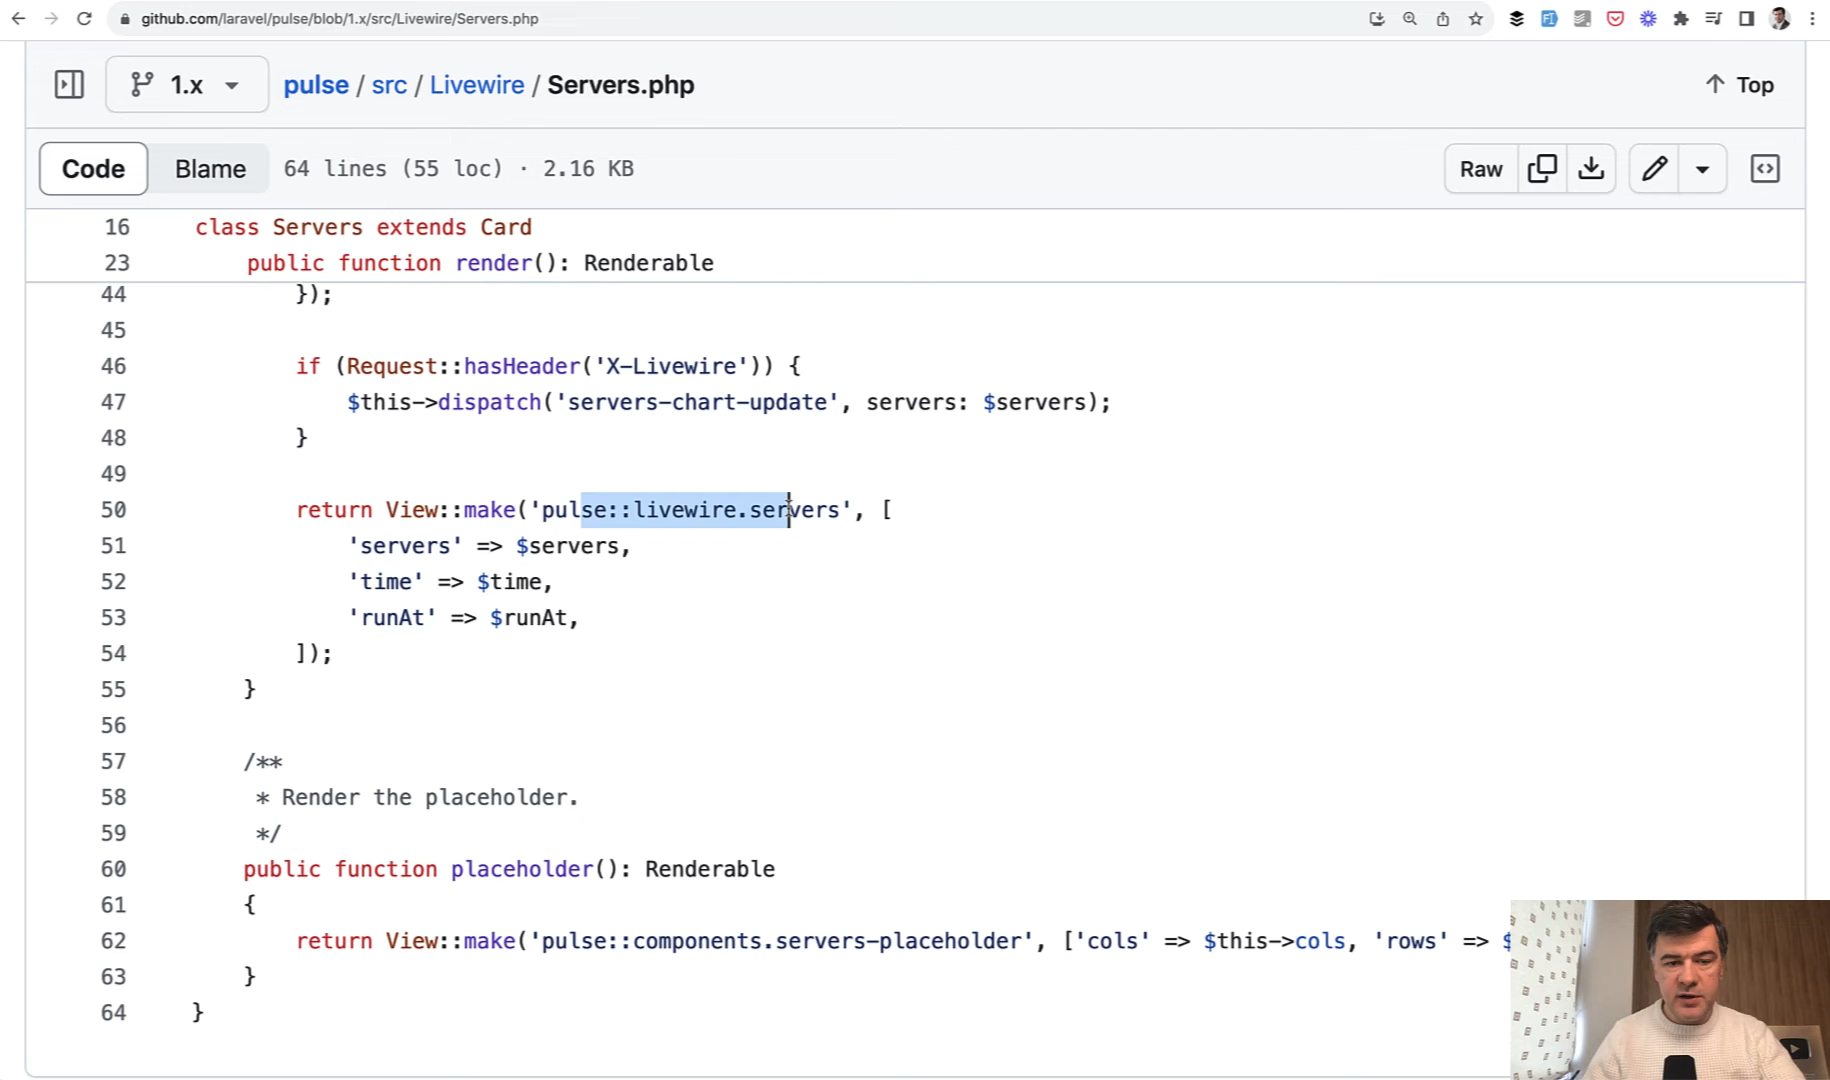 github.com/laravel/pulse/blob/1.x/src/Livewire/Servers.php
1.x
pulse / src / Livewire / Servers.php
Top
Code
Blame
64 lines (55 loc) · 2.16 KB
Raw
16 class Servers extends Card
23 public function render(): Renderable
44 });
45
46 if (Request::hasHeader('X-Livewire')) {
47 $this->dispatch('servers-chart-update', servers: $servers);
48 }
49
50 return View::make('pulse::livewire.servers', [
51 'servers' => $servers,
52 'time' => $time,
53 'runAt' => $runAt,
54 ]);
55 }
56
57 /**
58 * Render the placeholder.
59 */
60 public function placeholder(): Renderable
61 {
62 return View::make('pulse::components.servers-placeholder', ['cols' => $this->cols, 'rows' => $
63 }
64 }